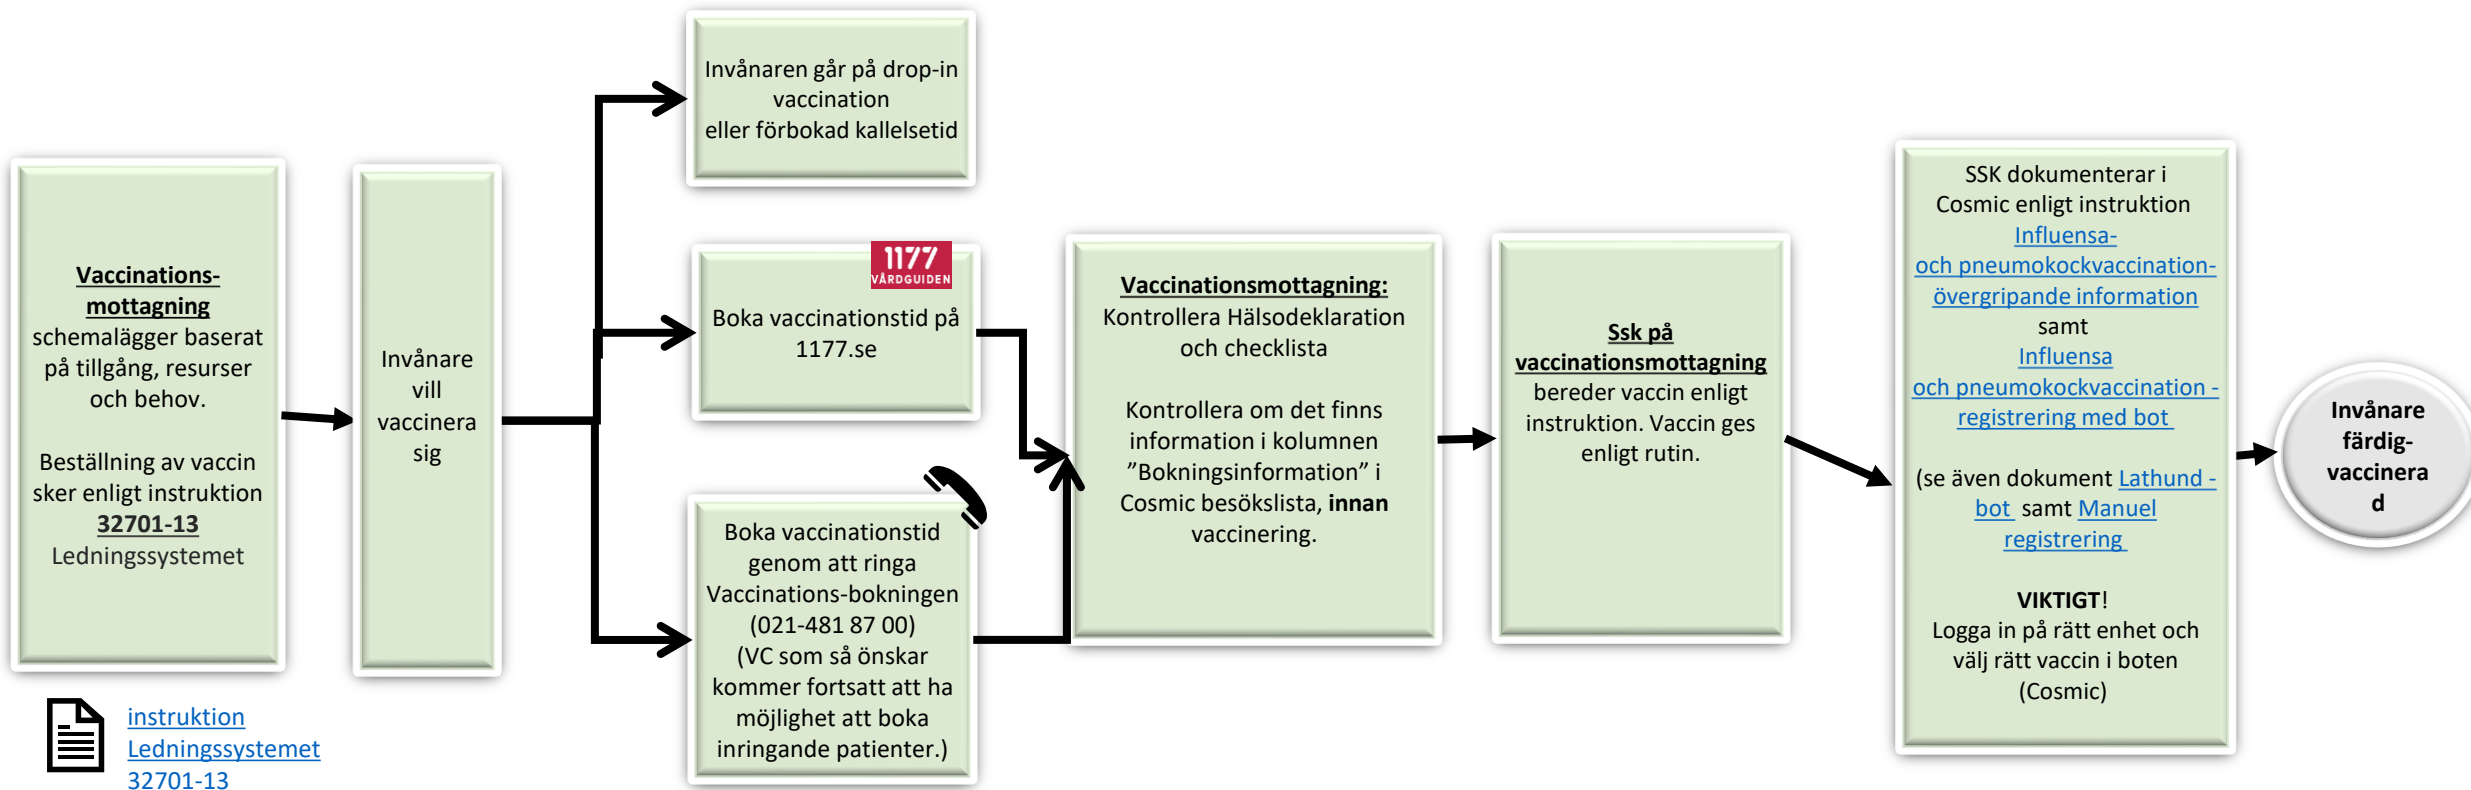 Vaccinations-
mottagning
schemalägger baserat
på tillgång, resurser
och behov.
Beställning av vaccin
sker enligt instruktion
32701-13
Ledningssystemet
instruktion
Ledningssystemet
32701-13
Invånare
vill
vaccinera
sig
Invånaren går på drop-in
vaccination
eller förbokad kallelsetid
1177
VÅRDGUIDEN
Boka vaccinationstid på
1177.se
Boka vaccinationstid
genom att ringa
Vaccinations-bokningen
(021-481 87 00)
(VC som så önskar
kommer fortsatt att ha
möjlighet att boka
inringande patienter.)
Vaccinationsmottagning:
Kontrollera Hälsodeklaration
och checklista
Kontrollera om det finns
information i kolumnen
”Bokningsinformation” i
Cosmic besökslista, innan
vaccinering.
Ssk på
vaccinationsmottagning
bereder vaccin enligt
instruktion. Vaccin ges
enligt rutin.
SSK dokumenterar i
Cosmic enligt instruktion
Influensa-
och pneumokockvaccination-
övergripande information
samt
Influensa
och pneumokockvaccination -
registrering med bot
(se även dokument Lathund -
bot samt Manuel
registrering
VIKTIGT!
Logga in på rätt enhet och
välj rätt vaccin i boten
(Cosmic)
Invånare
färdig-
vaccinera
d